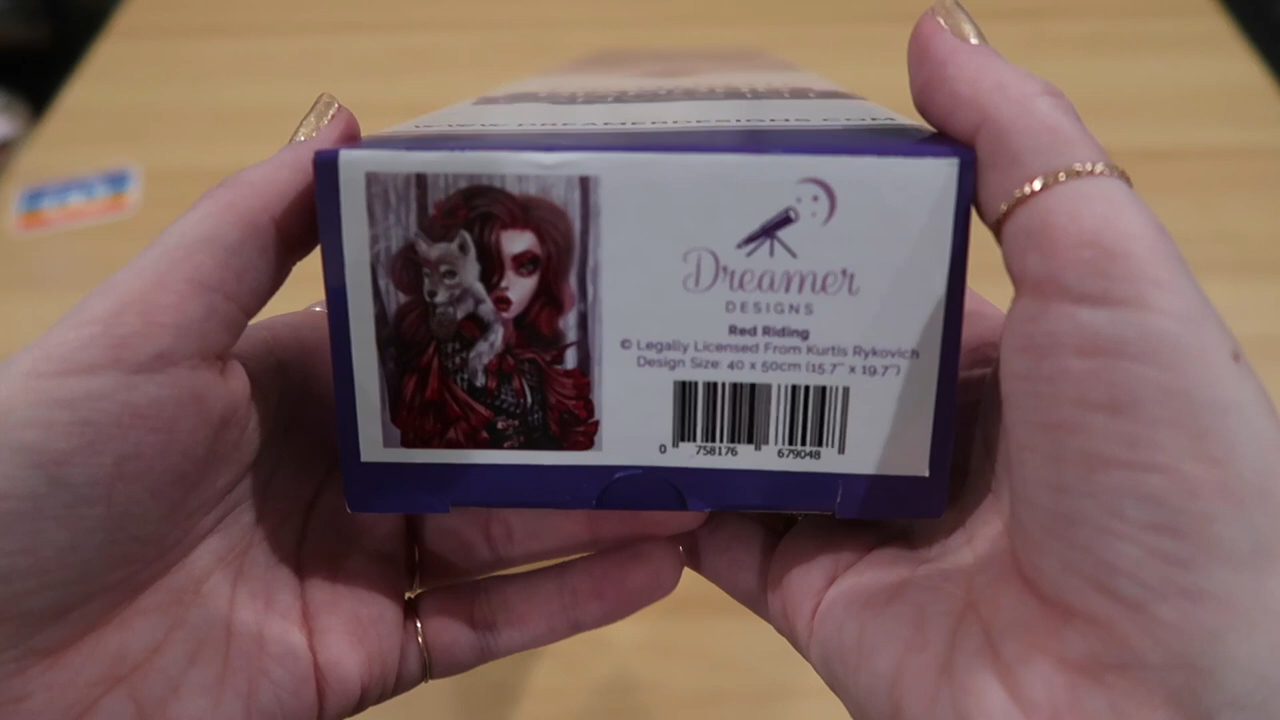 WWW.DREAMERDESIGNS.COM
Dreamer
DESIGNS
Red Riding
© Legally Licensed From Kurtis Rykovich
Design Size: 40 x 50cm (15.7" x 19.7")
0 758176 679048